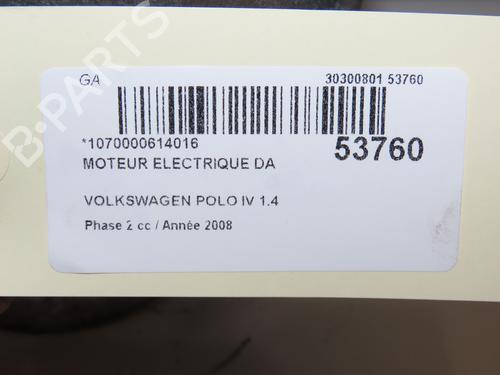 GA
30300801 53760
*1070000614016
53760
MOTEUR ELECTRIQUE DA
VOLKSWAGEN POLO IV 1.4
Phase 2 cc / Année 2008
B-PARTS